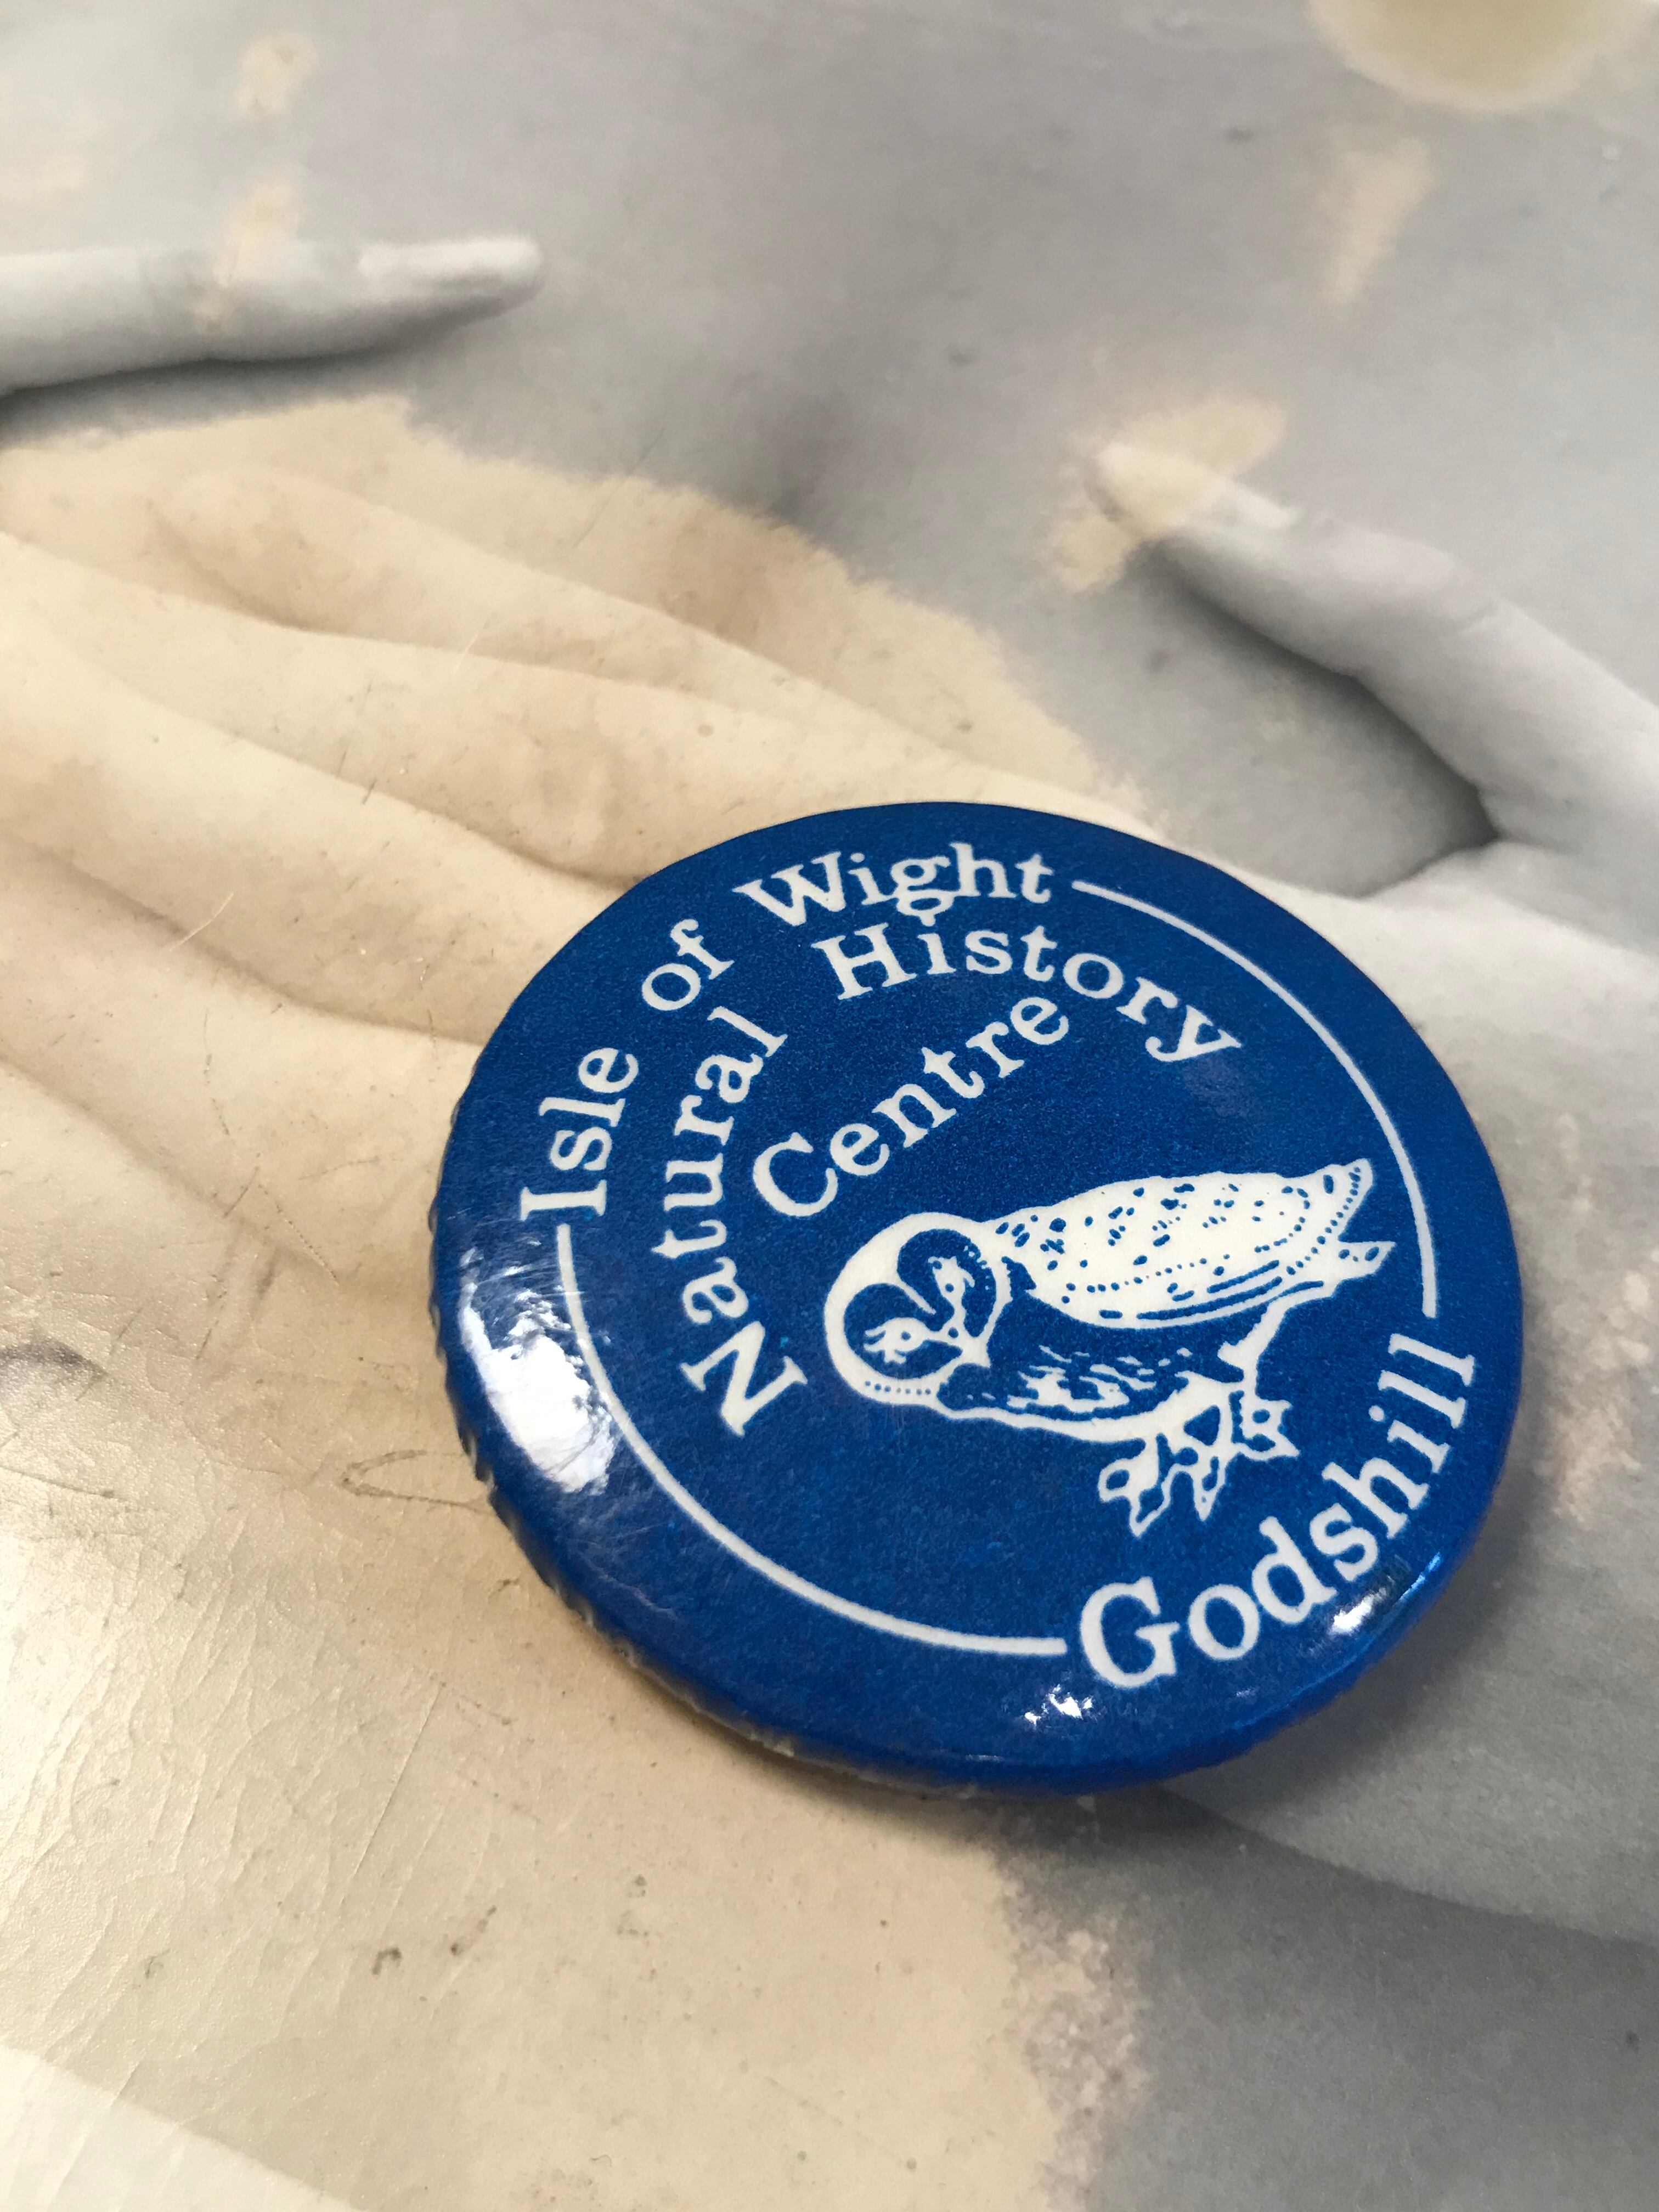 Isle of Wight
Natural History
Centre
Godshill